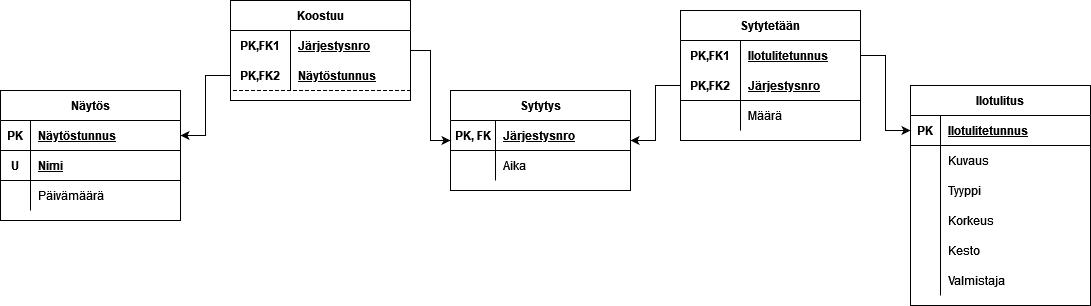 Koostuu
PK,FK1 Järjestysnro
PK,FK2 Näytöstunnus
Näytös
PK Näytöstunnus
U Nimi
Päivämäärä
Sytytys
PK, FK Järjestysnro
Aika
Sytytetään
PK,FK1 Ilotulitetunnus
PK,FK2 Järjestysnro
Määrä
Ilotulitus
PK Ilotulitetunnus
Kuvaus
Tyyppi
Korkeus
Kesto
Valmistaja